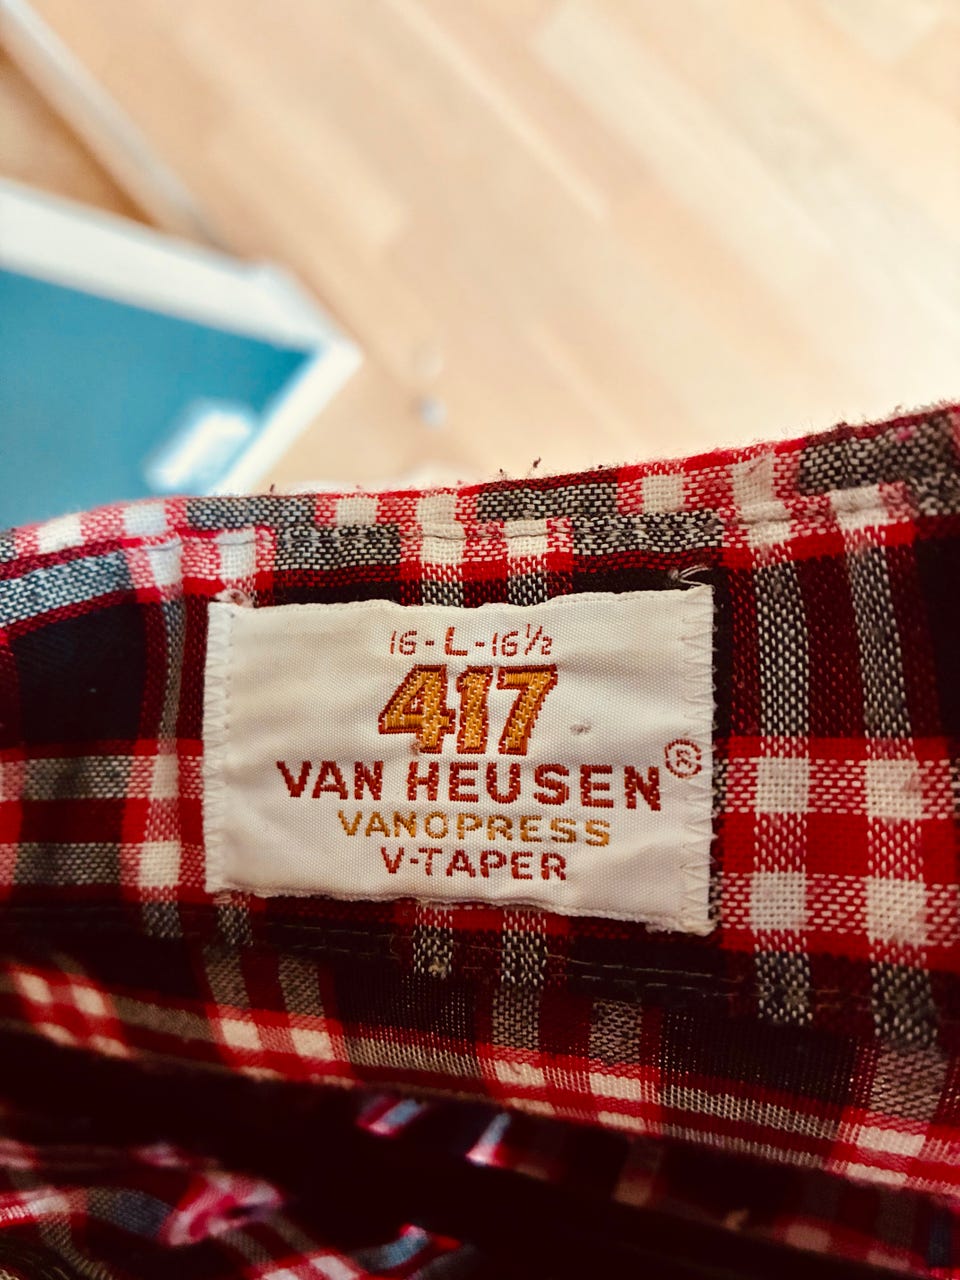 16-L-16½
417
VAN HEUSEN®
VANOPRESS
V-TAPER